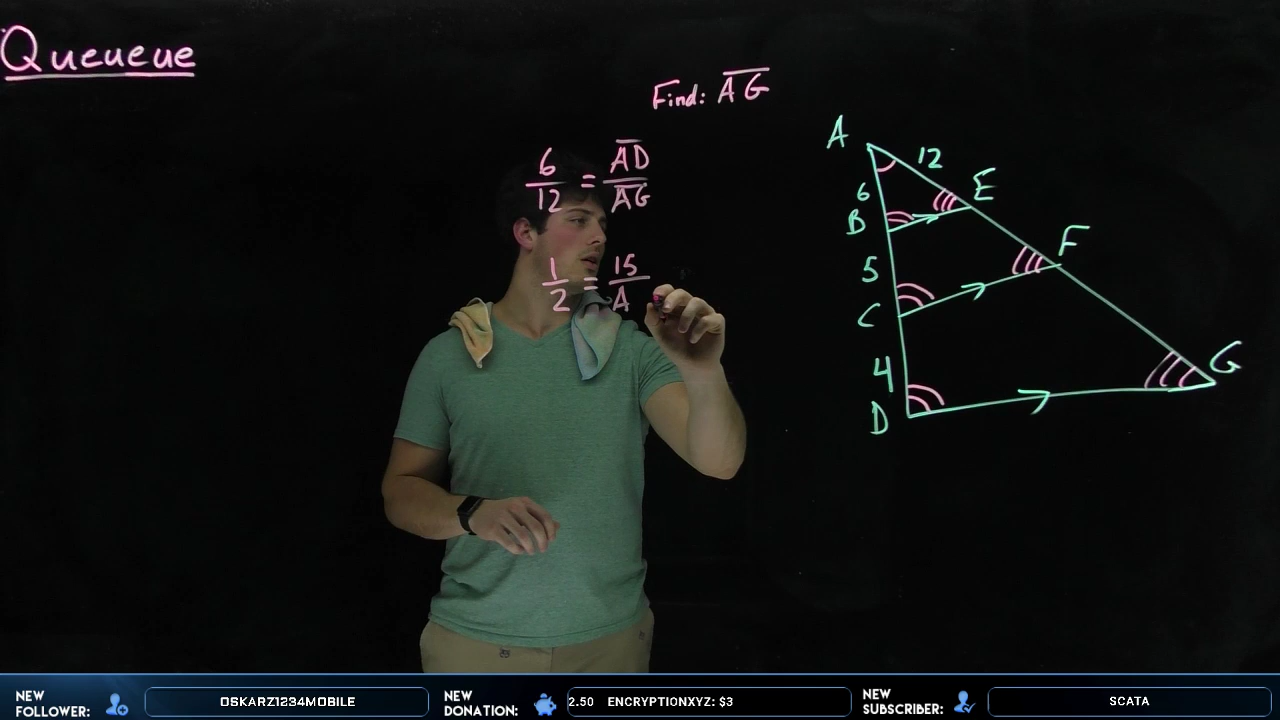 Queueue
Find: AG
6/12 = AD/AG
1/2 = 15/A
A
12
E
6
B
F
5
C
G
4
D
NEW FOLLOWER:
OSKARZ1234MOBILE
NEW DONATION:
2.50 ENCRYPTIONXYZ: $3
NEW SUBSCRIBER:
SCATA